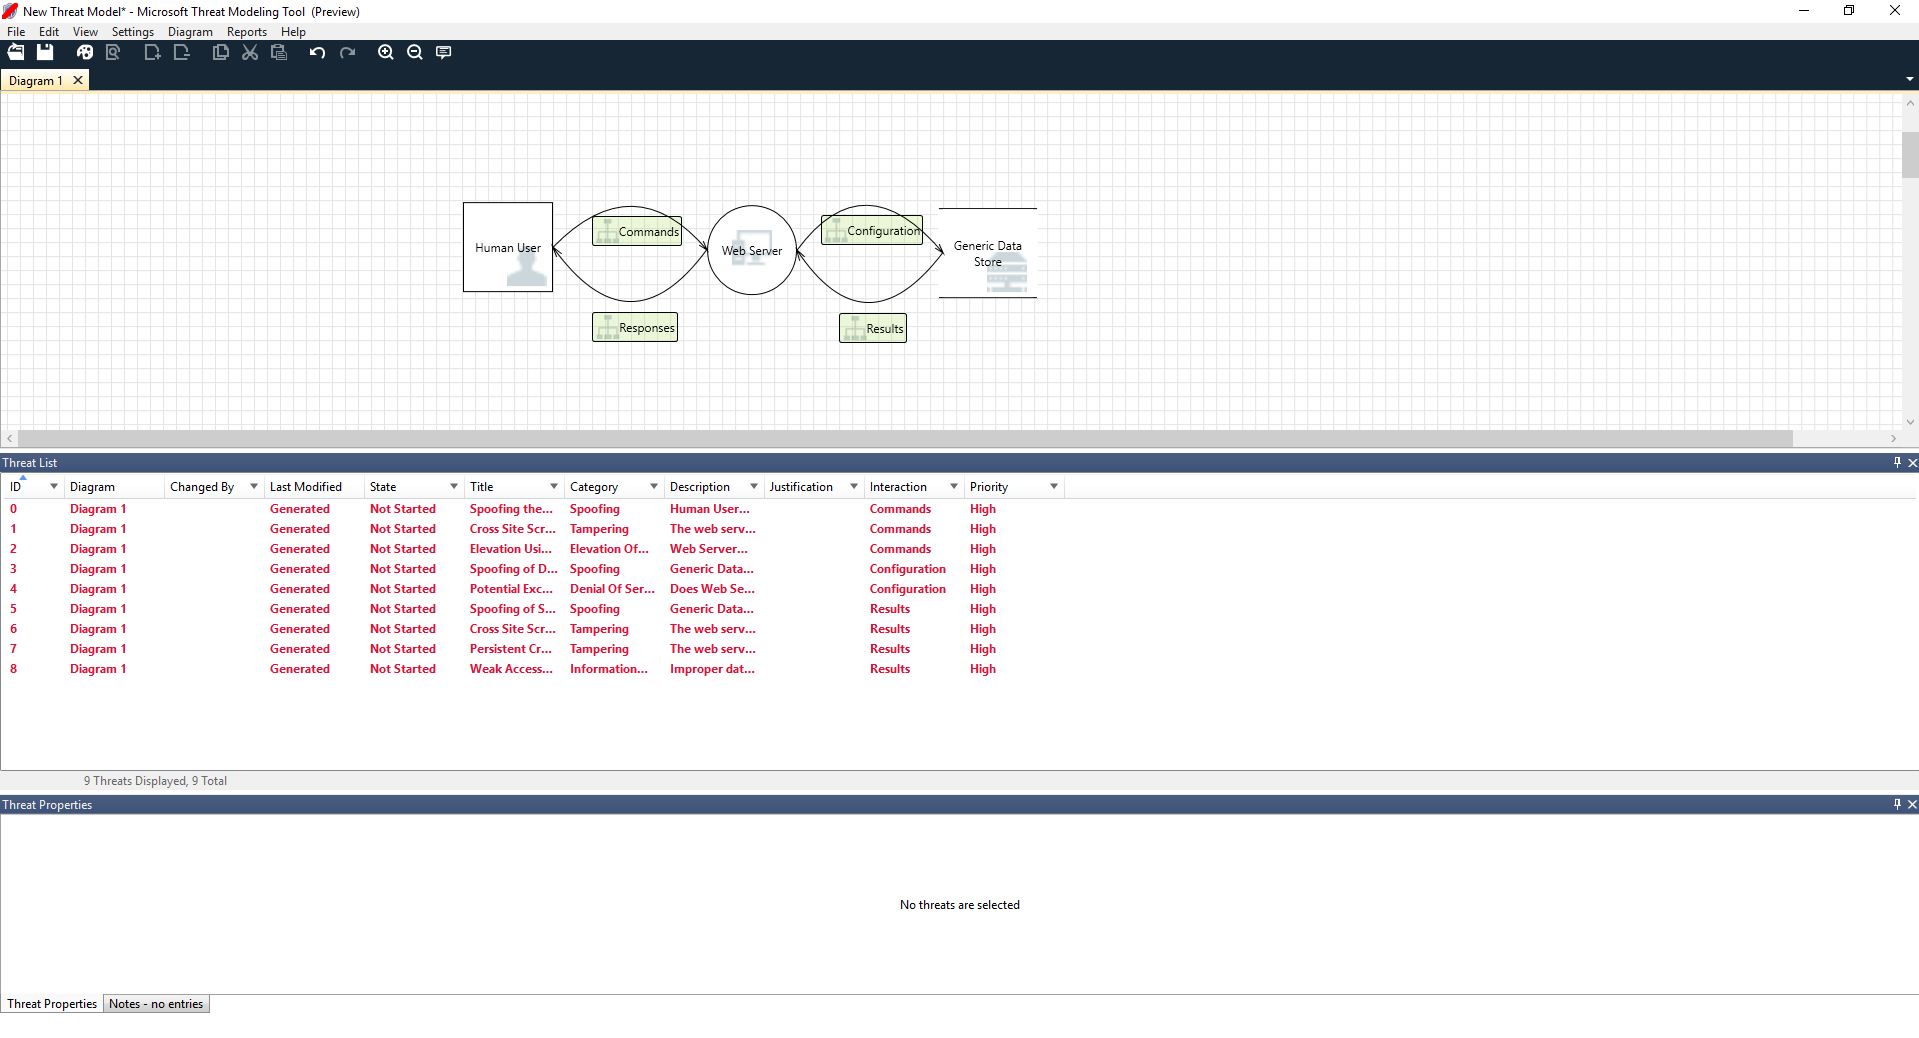 New Threat Model* - Microsoft Threat Modeling Tool (Preview)
File Edit View Settings Diagram Reports Help
Diagram 1
Human User
Commands
Responses
Web Server
Configuration
Results
Generic Data
Store
Threat List
ID Diagram Changed By Last Modified State Title Category Description Justification Interaction Priority
0 Diagram 1 Generated Not Started Spoofing the... Spoofing Human User... Commands High
1 Diagram 1 Generated Not Started Cross Site Scr... Tampering The web serv... Commands High
2 Diagram 1 Generated Not Started Elevation Usi... Elevation Of... Web Server... Commands High
3 Diagram 1 Generated Not Started Spoofing of D... Spoofing Generic Data... Configuration High
4 Diagram 1 Generated Not Started Potential Exc... Denial Of Ser... Does Web Se... Configuration High
5 Diagram 1 Generated Not Started Spoofing of S... Spoofing Generic Data... Results High
6 Diagram 1 Generated Not Started Cross Site Scr... Tampering The web serv... Results High
7 Diagram 1 Generated Not Started Persistent Cr... Tampering The web serv... Results High
8 Diagram 1 Generated Not Started Weak Access... Information... Improper dat... Results High
9 Threats Displayed, 9 Total
Threat Properties
No threats are selected
Threat Properties Notes - no entries